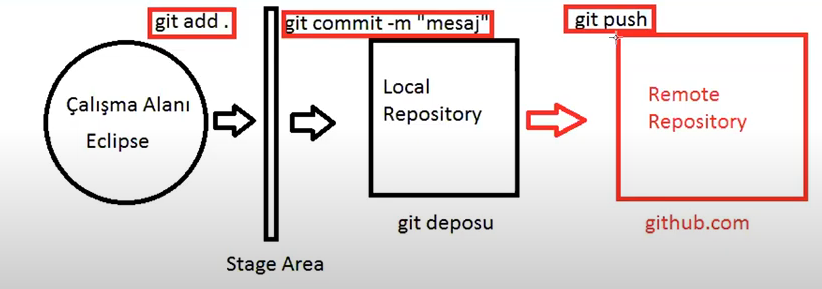 git add .
git commit -m "mesaj"
git push
Çalışma Alanı
Eclipse
Local
Repository
Remote
Repository
git deposu
github.com
Stage Area